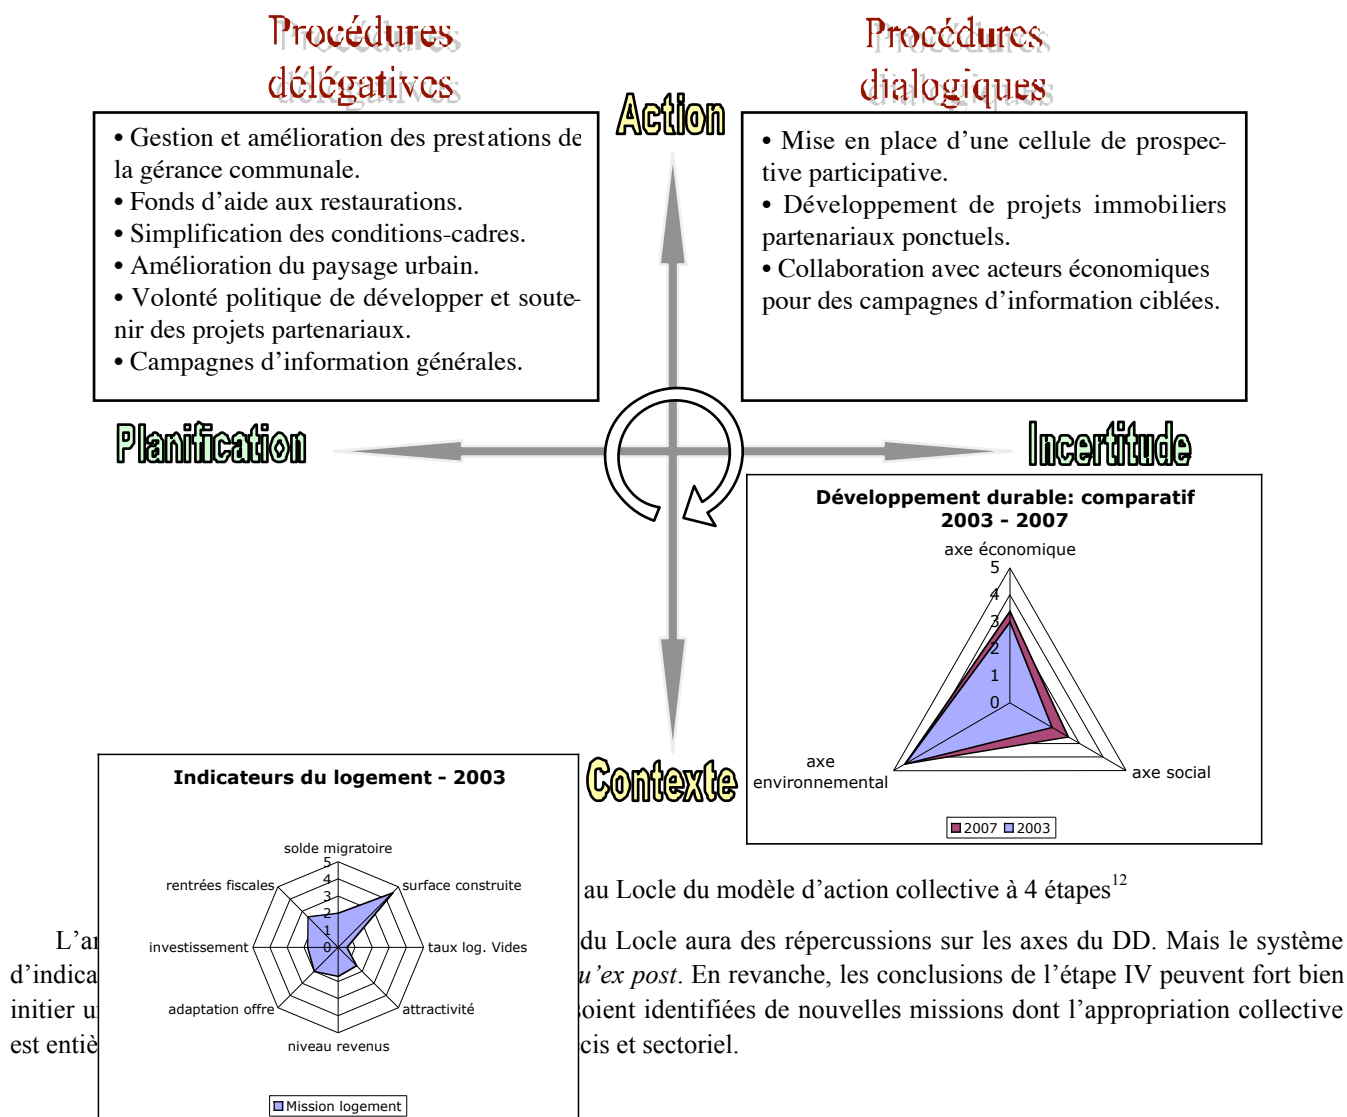 Procédures
délégatives
Procédures
dialogiques
Action
• Gestion et amélioration des prestations de
la gérance communale.
• Fonds d’aide aux restaurations.
• Simplification des conditions-cadres.
• Amélioration du paysage urbain.
• Volonté politique de développer et soute-
nir des projets partenariaux.
• Campagnes d’information générales.
• Mise en place d’une cellule de prospec-
tive participative.
• Développement de projets immobiliers
partenariaux ponctuels.
• Collaboration avec acteurs économiques
pour des campagnes d’information ciblées.
Planification
Incertitude
Développement durable: comparatif
2003 - 2007
axe économique
5
4
3
2
1
0
axe
environnemental
axe social
2007 2003
Contexte
Indicateurs du logement - 2003
solde migratoire
5
4
3
2
1
0
surface construite
taux log. Vides
attractivité
niveau revenus
adaptation offre
investissement
rentrées fiscales
Mission logement
au Locle du modèle d’action collective à 4 étapes12
du Locle aura des répercussions sur les axes du DD. Mais le système
d’indica u’ex post. En revanche, les conclusions de l’étape IV peuvent fort bien
initier soient identifiées de nouvelles missions dont l’appropriation collective
est entiè cis et sectoriel.